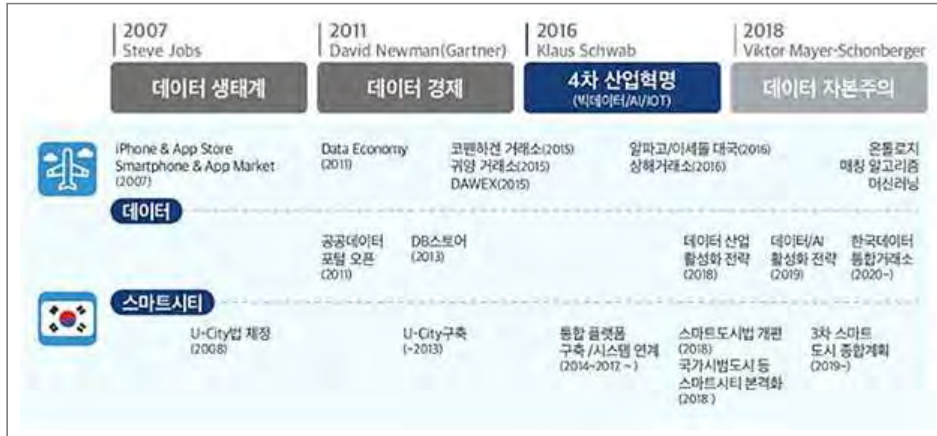 2007
Steve Jobs
데이터 생태계
2011
David Newman(Gartner)
데이터 경제
2016
Klaus Schwab
4차 산업혁명
(빅데이터/AI/IOT)
2018
Viktor Mayer-Schonberger
데이터 자본주의
iPhone & App Store
Smartphone & App Market
(2007)
Data Economy
(2011)
코펜하겐 거래소(2015)
귀양 거래소(2015)
DAWEX(2015)
알파고/이세돌 대국(2016)
상해거래소(2016)
온톨로지
매칭 알고리즘
머신러닝
데이터
공공데이터
포털 오픈
(2011)
DB스토어
(2013)
데이터 산업
활성화 전략
(2018)
데이터/AI
활성화 전략
(2019)
한국데이터
통합거래소
(2020~)
스마트시티
U-City법 제정
(2008)
U-City구축
(~2013)
통합 플랫폼
구축 /시스템 연계
(2014~2017. ~)
스마트도시법 개편
(2018)
국가시범도시 등
스마트시티 본격화
(2018 )
3차 스마트
도시 종합계획
(2019~)